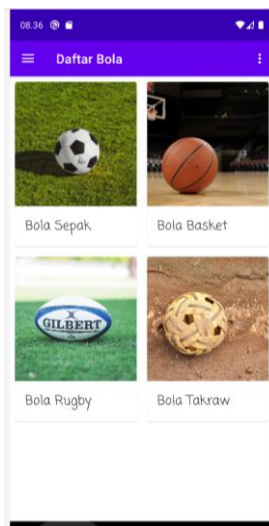 08.36
Daftar Bola
Bola Sepak
Bola Basket
GILBERT
Bola Rugby
Bola Takraw